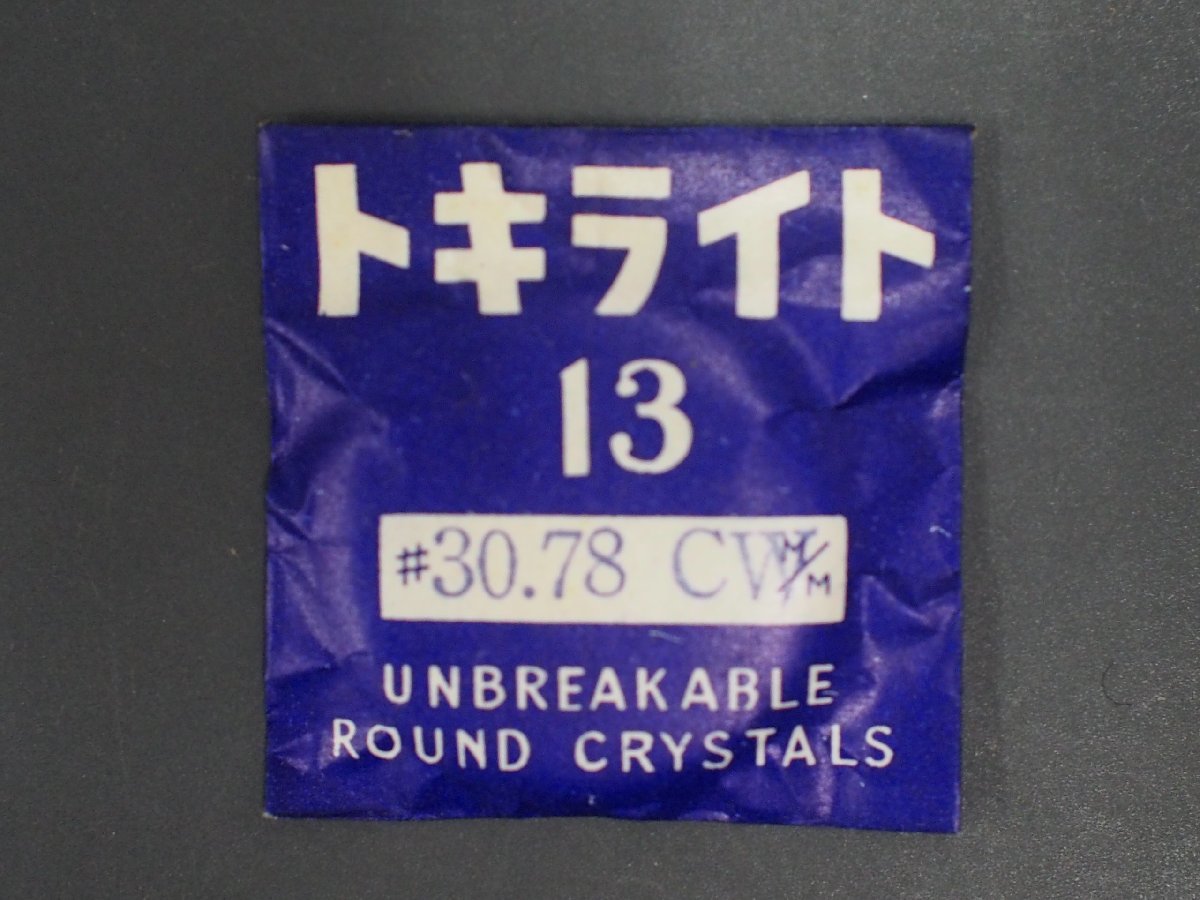 トキライト
13
#30.78 CW M/M
UNBREAKABLE
ROUND CRYSTALS